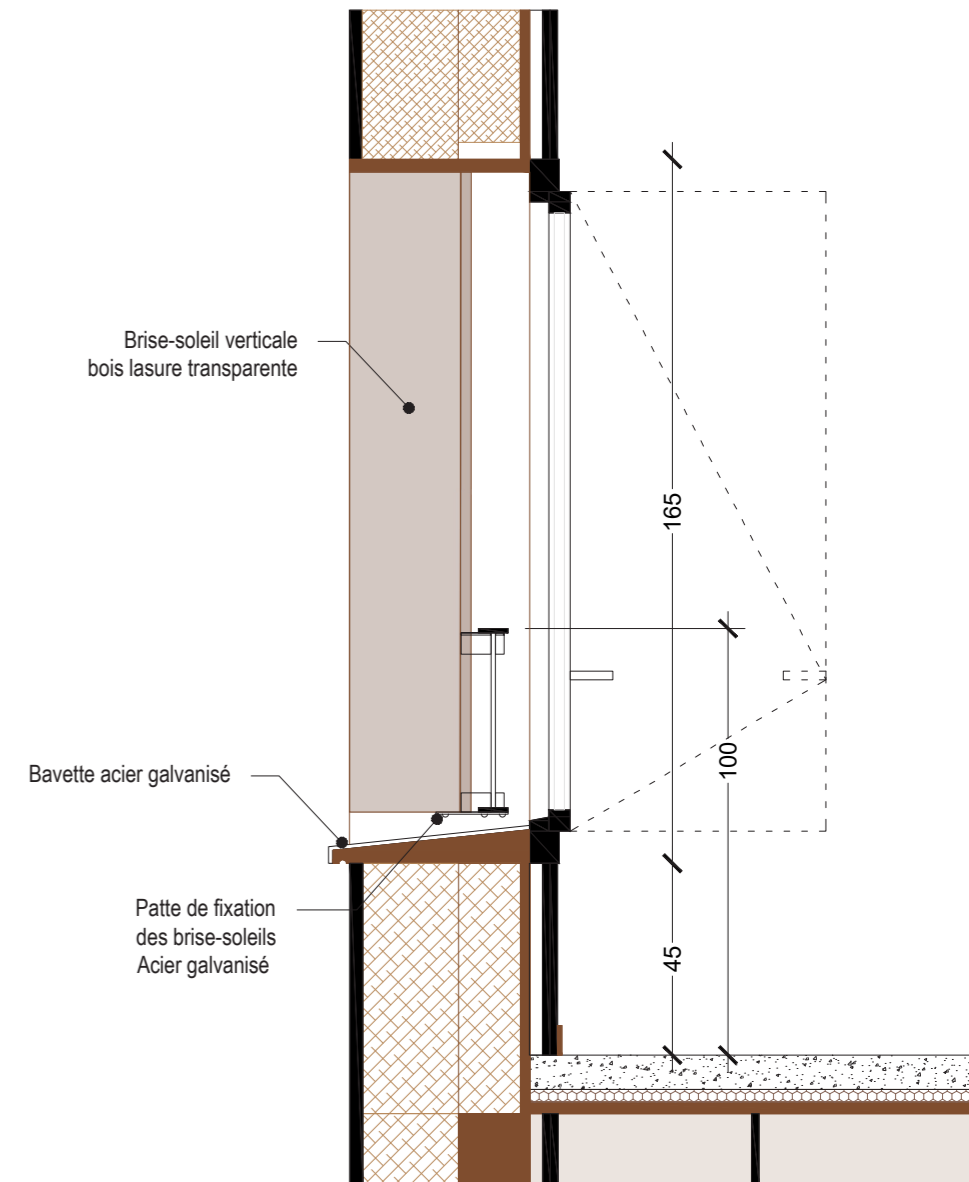 Brise-soleil verticale
bois lasure transparente
165
100
Bavette acier galvanisé
Patte de fixation
des brise-soleils
Acier galvanisé
45